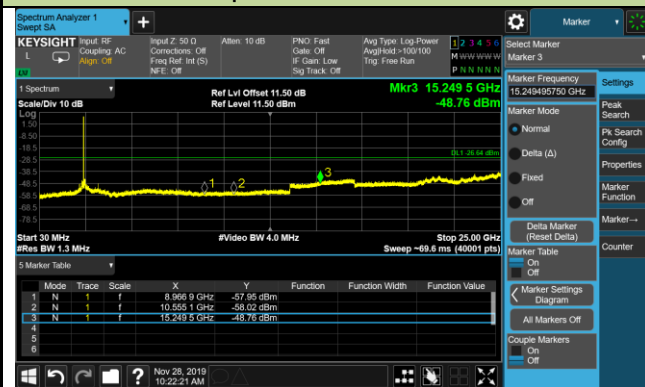 Spectrum Analyzer 1
Swept SA
KEYSIGHT
L
Input: RF
Coupling: AC
Align: Off
Input Z: 50 Ω
Corrections: Off
Freq Ref: Int (S)
NFE: Off
Atten: 10 dB
PNO: Fast
Gate: Off
IF Gain: Low
Sig Track: Off
Avg Type: Log-Power
Avg|Hold:>100/100
Trig: Free Run
1 2 3 4 5 6
M W W W W W
P N N N N N
1 Spectrum
Scale/Div 10 dB
Ref Lvl Offset 11.50 dB
Ref Level 11.50 dBm
Mkr3 15.249 5 GHz
-48.76 dBm
Log
1.50
-8.50
-18.5
-28.5
-38.5
-48.5
-58.5
-68.5
-78.5
DL1 -26.64 dBm
1
2
3
Start 30 MHz
#Video BW 4.0 MHz
Stop 25.00 GHz
#Res BW 1.3 MHz
Sweep ~69.6 ms (40001 pts)
5 Marker Table
Mode Trace Scale X Y Function Function Width Function Value
1 N 1 f 8.966 9 GHz -57.95 dBm
2 N 1 f 10.555 1 GHz -58.02 dBm
3 N 1 f 15.249 5 GHz -48.76 dBm
4
5
6
Nov 28, 2019
10:22:21 AM
Marker
Select Marker
Marker 3
Marker Frequency
15.249495750 GHz
Marker Mode
Normal
Delta (Δ)
Fixed
Off
Delta Marker
(Reset Delta)
Marker Table
On
Off
Marker Settings
Diagram
All Markers Off
Couple Markers
On
Off
Settings
Peak
Search
Pk Search
Config
Properties
Marker
Function
Marker→
Counter